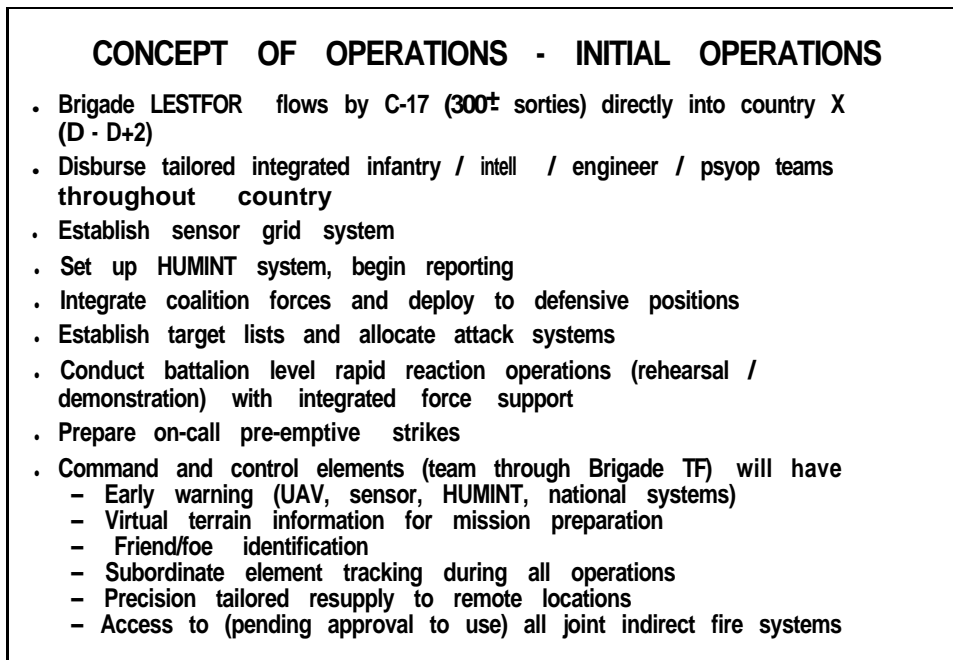 CONCEPT OF OPERATIONS - INITIAL OPERATIONS
• Brigade LESTFOR flows by C-17 (300± sorties) directly into country X
(D - D+2)
• Disburse tailored integrated infantry / intell / engineer / psyop teams
throughout country
• Establish sensor grid system
• Set up HUMINT system, begin reporting
• Integrate coalition forces and deploy to defensive positions
• Establish target lists and allocate attack systems
• Conduct battalion level rapid reaction operations (rehearsal /
demonstration) with integrated force support
• Prepare on-call pre-emptive strikes
• Command and control elements (team through Brigade TF) will have
– Early warning (UAV, sensor, HUMINT, national systems)
– Virtual terrain information for mission preparation
– Friend/foe identification
– Subordinate element tracking during all operations
– Precision tailored resupply to remote locations
– Access to (pending approval to use) all joint indirect fire systems